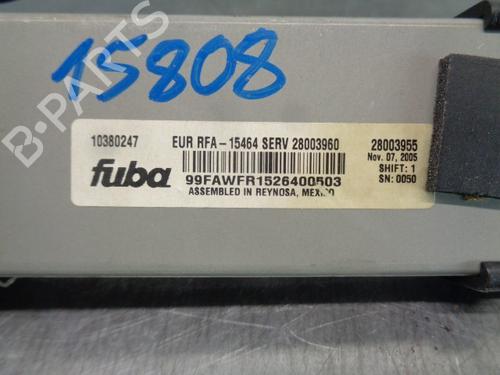 15808
10380247
EUR RFA-15464 SERV 28003960
28003955
Nov. 07, 2005
SHIFT: 1
SN: 0050
fuba
99FAWFR1526400503
ASSEMBLED IN REYNOSA, MEXICO
B-PARTS